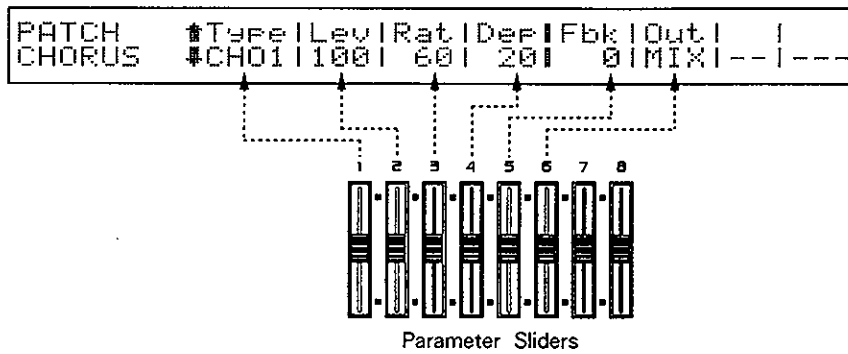 PATCH ⬆Type|Lev|Rat|Dep|Fbk|Out| |
CHORUS ⬇CHO1|100| 60| 20| 0|MIX|--|---
1 2 3 4 5 6 7 8
Parameter Sliders